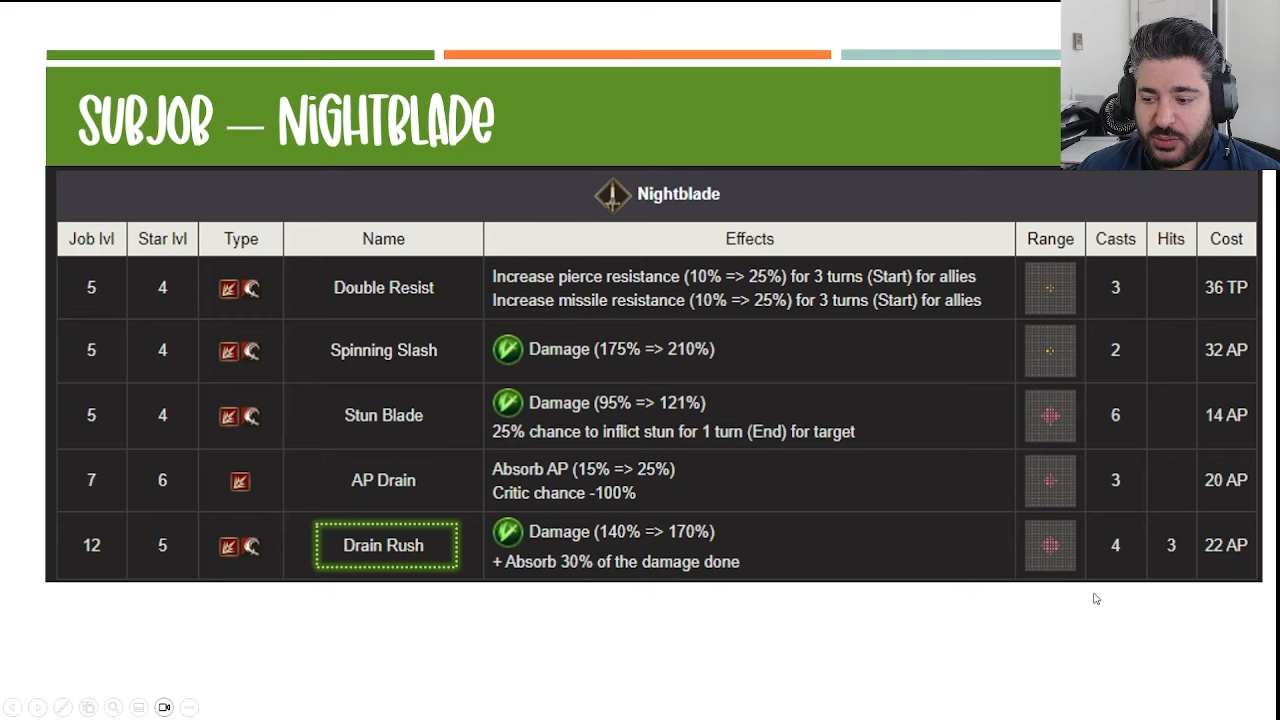 SUBJOB — NIGHTBLADE
Nightblade
Job lvl Star lvl Type Name Effects Range Casts Hits Cost
5 4 Double Resist Increase pierce resistance (10% => 25%) for 3 turns (Start) for allies 3 36 TP
Increase missile resistance (10% => 25%) for 3 turns (Start) for allies
5 4 Spinning Slash Damage (175% => 210%) 2 32 AP
5 4 Stun Blade Damage (95% => 121%) 6 14 AP
25% chance to inflict stun for 1 turn (End) for target
7 6 AP Drain Absorb AP (15% => 25%) 3 20 AP
Critic chance -100%
12 5 Drain Rush Damage (140% => 170%) 4 3 22 AP
+ Absorb 30% of the damage done